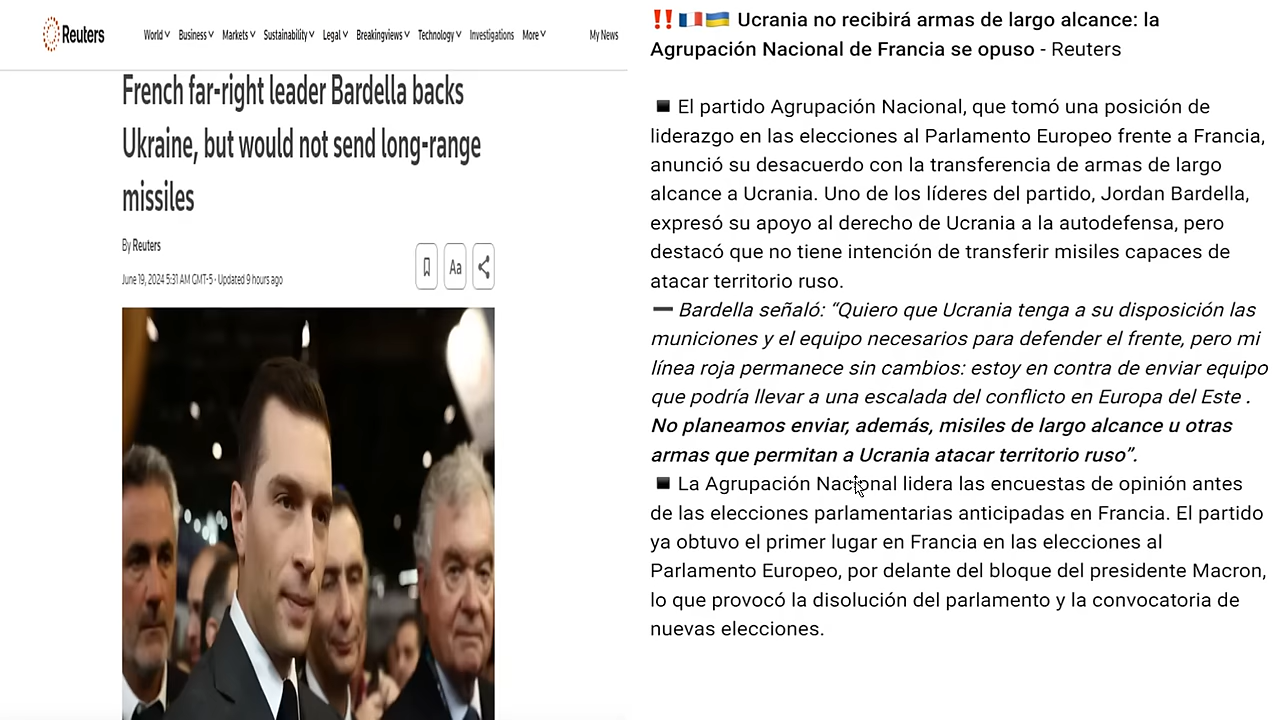 Reuters
World Business Markets Sustainability Legal Breakingviews Technology Investigations More My News
French far-right leader Bardella backs
Ukraine, but would not send long-range
missiles
By Reuters
June 19, 2024 5:31 AM GMT-5 · Updated 9 hours ago
Aa
‼️🇫🇷🇺🇦 Ucrania no recibirá armas de largo alcance: la
Agrupación Nacional de Francia se opuso - Reuters
◾ El partido Agrupación Nacional, que tomó una posición de
liderazgo en las elecciones al Parlamento Europeo frente a Francia,
anunció su desacuerdo con la transferencia de armas de largo
alcance a Ucrania. Uno de los líderes del partido, Jordan Bardella,
expresó su apoyo al derecho de Ucrania a la autodefensa, pero
destacó que no tiene intención de transferir misiles capaces de
atacar territorio ruso.
➖ Bardella señaló: “Quiero que Ucrania tenga a su disposición las
municiones y el equipo necesarios para defender el frente, pero mi
línea roja permanece sin cambios: estoy en contra de enviar equipo
que podría llevar a una escalada del conflicto en Europa del Este .
No planeamos enviar, además, misiles de largo alcance u otras
armas que permitan a Ucrania atacar territorio ruso”.
◾ La Agrupación Nacional lidera las encuestas de opinión antes
de las elecciones parlamentarias anticipadas en Francia. El partido
ya obtuvo el primer lugar en Francia en las elecciones al
Parlamento Europeo, por delante del bloque del presidente Macron,
lo que provocó la disolución del parlamento y la convocatoria de
nuevas elecciones.